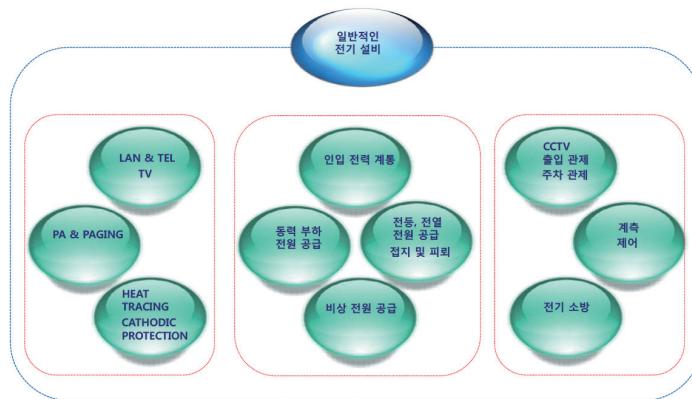 일반적인
전기 설비
LAN & TEL
TV
PA & PAGING
HEAT
TRACING
CATHODIC
PROTECTION
인입 전력 계통
동력 부하
전원 공급
전등, 전열
전원 공급
접지 및 피뢰
비상 전원 공급
CCTV
출입 관제
주차 관제
계측
제어
전기 소방